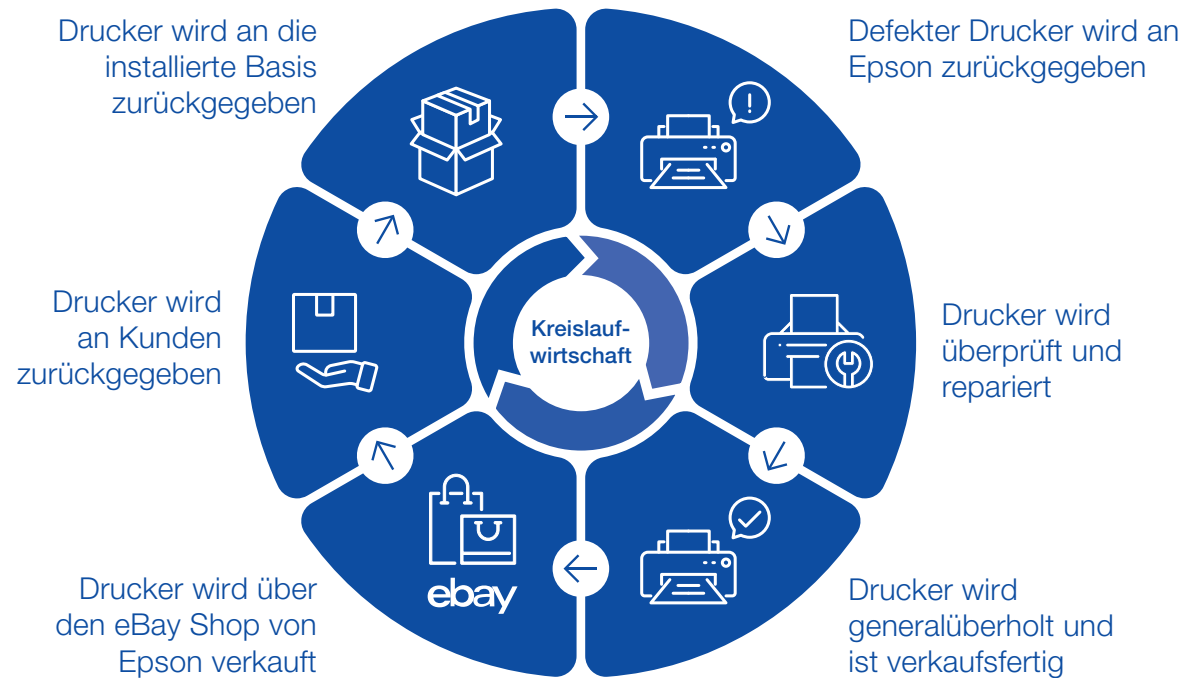 Drucker wird an die
installierte Basis
zurückgegeben
Defekter Drucker wird an
Epson zurückgegeben
Drucker wird
an Kunden
zurückgegeben
Kreislauf-
wirtschaft
Drucker wird
überprüft und
repariert
ebay
Drucker wird über
den eBay Shop von
Epson verkauft
Drucker wird
generalüberholt und
ist verkaufsfertig